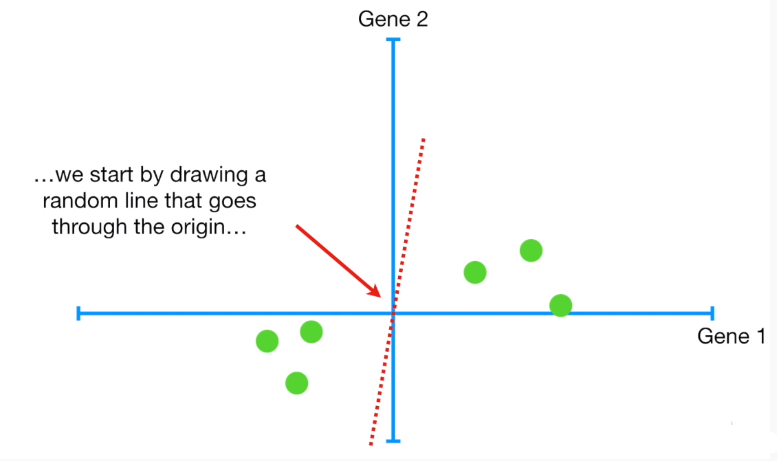 Gene 2
…we start by drawing a
random line that goes
through the origin…
Gene 1